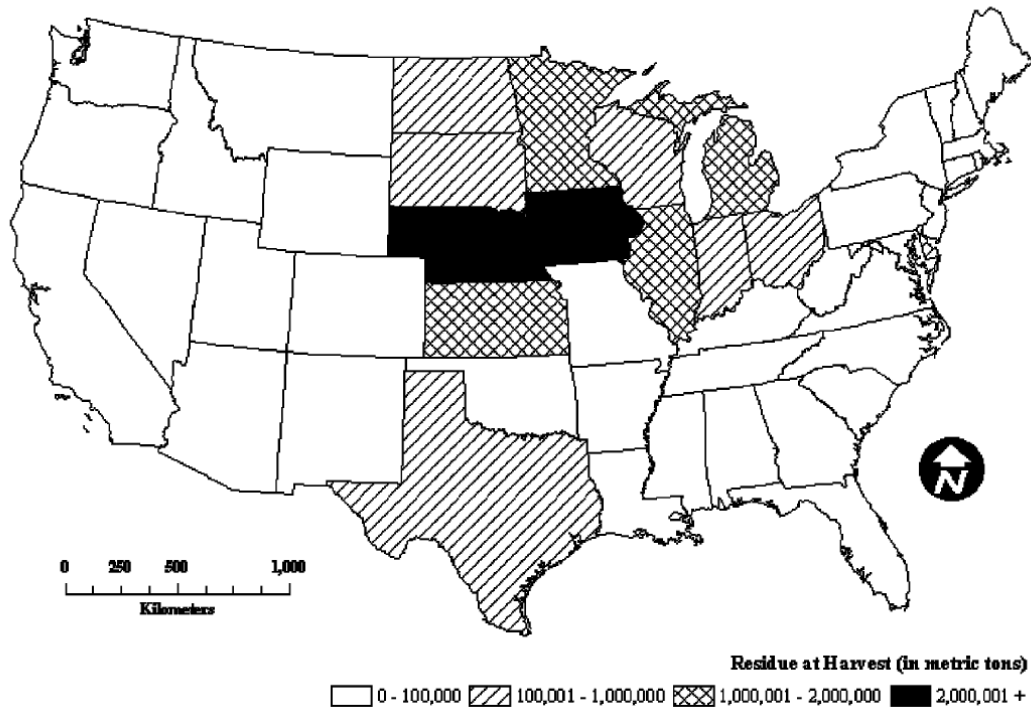 N
0 250 500 1,000
Kilometers
Residue at Harvest (in metric tons)
0 - 100,000 100,001 - 1,000,000 1,000,001 - 2,000,000 2,000,001 +